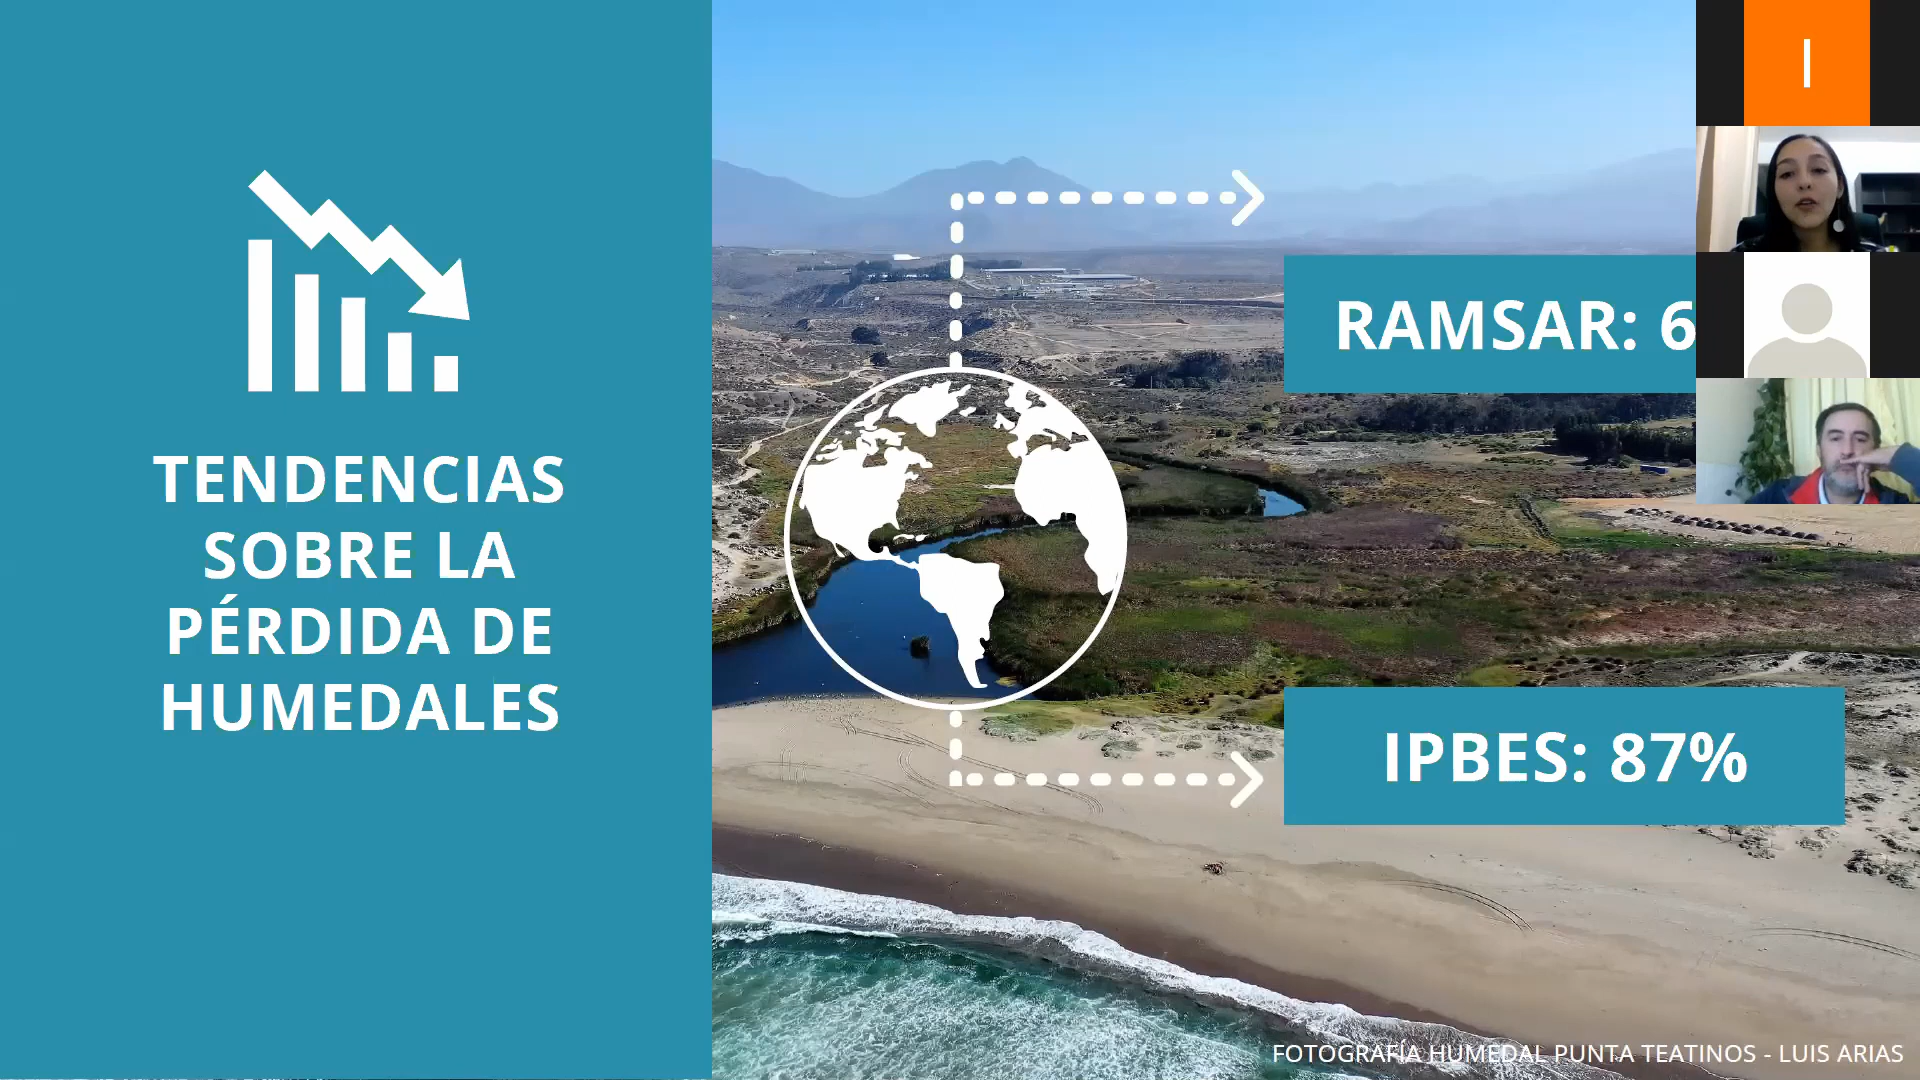 TENDENCIAS
SOBRE LA
PÉRDIDA DE
HUMEDALES
RAMSAR: 6
IPBES: 87%
I
FOTOGRAFÍA HUMEDAL PUNTA TEATINOS - LUIS ARIAS